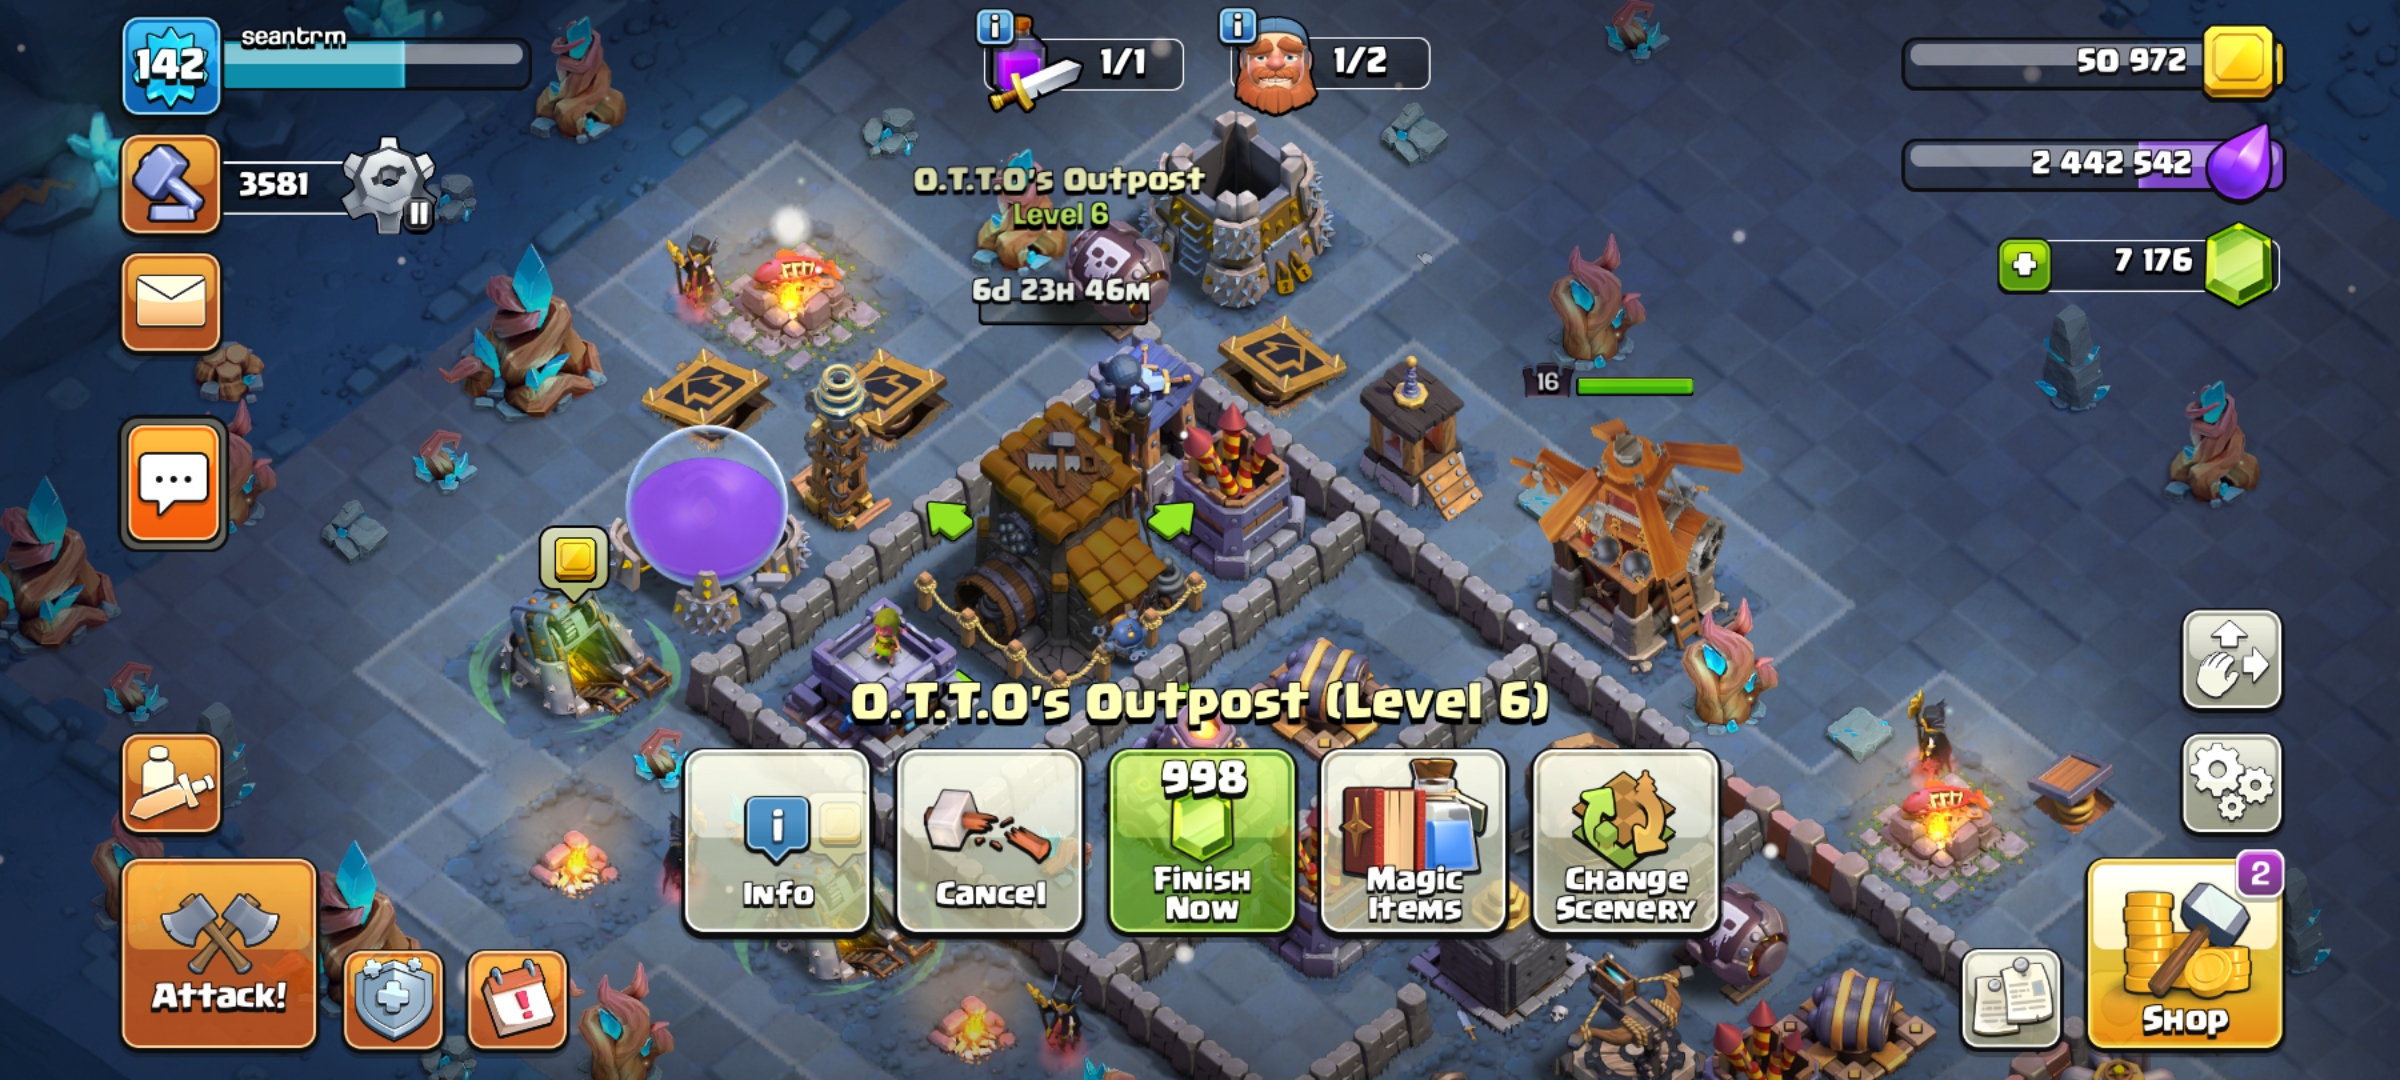 142
seantrm
1/1
1/2
50 972
3581
2 442 542
O.T.T.O's Outpost
Level 6
7 176
6d 23H 46M
16
O.T.T.O's Outpost (Level 6)
998
Info
Cancel
Finish
Now
Magic
Items
Change
Scenery
2
Attack!
Shop